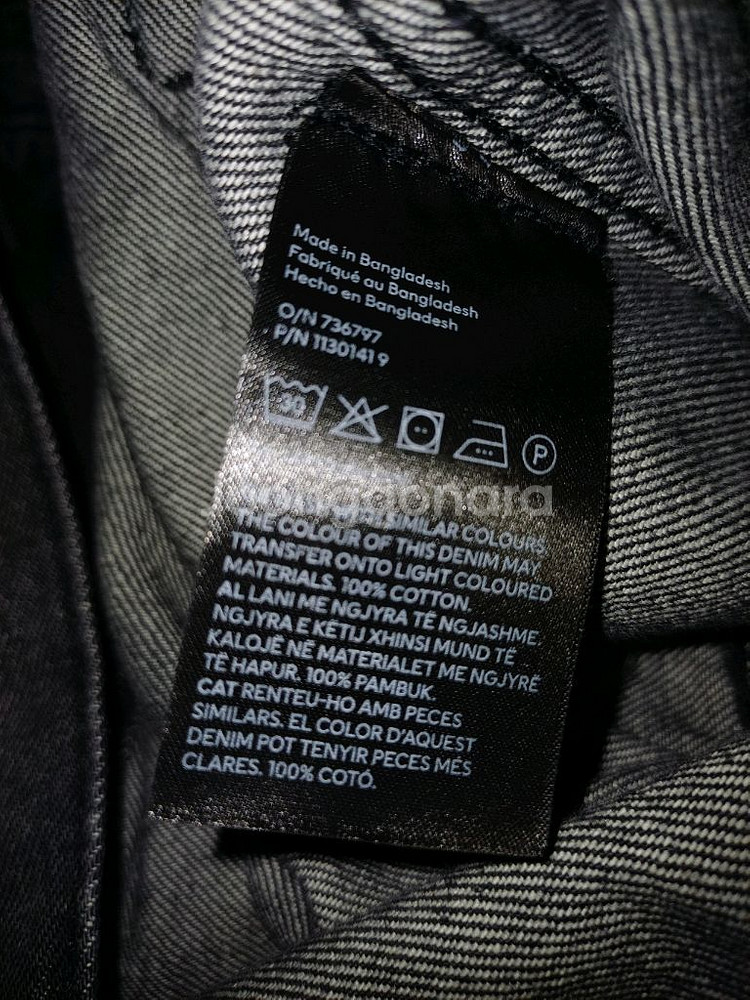 Made in Bangladesh
Fabriqué au Bangladesh
Hecho en Bangladesh
O/N 736797
P/N 1130141 9
30
P
SIMILAR COLOURS.
THE COLOUR OF THIS DENIM MAY
TRANSFER ONTO LIGHT COLOURED
MATERIALS. 100% COTTON.
AL LANI ME NGJYRA TË NGJASHME.
NGJYRA E KËTIJ XHINSI MUND TË
KALOJË NË MATERIALET ME NGJYRË
TË HAPUR. 100% PAMBUK.
CAT RENTEU-HO AMB PECES
SIMILARS. EL COLOR D'AQUEST
DENIM POT TENYIR PECES MÉS
CLARES. 100% COTÓ.